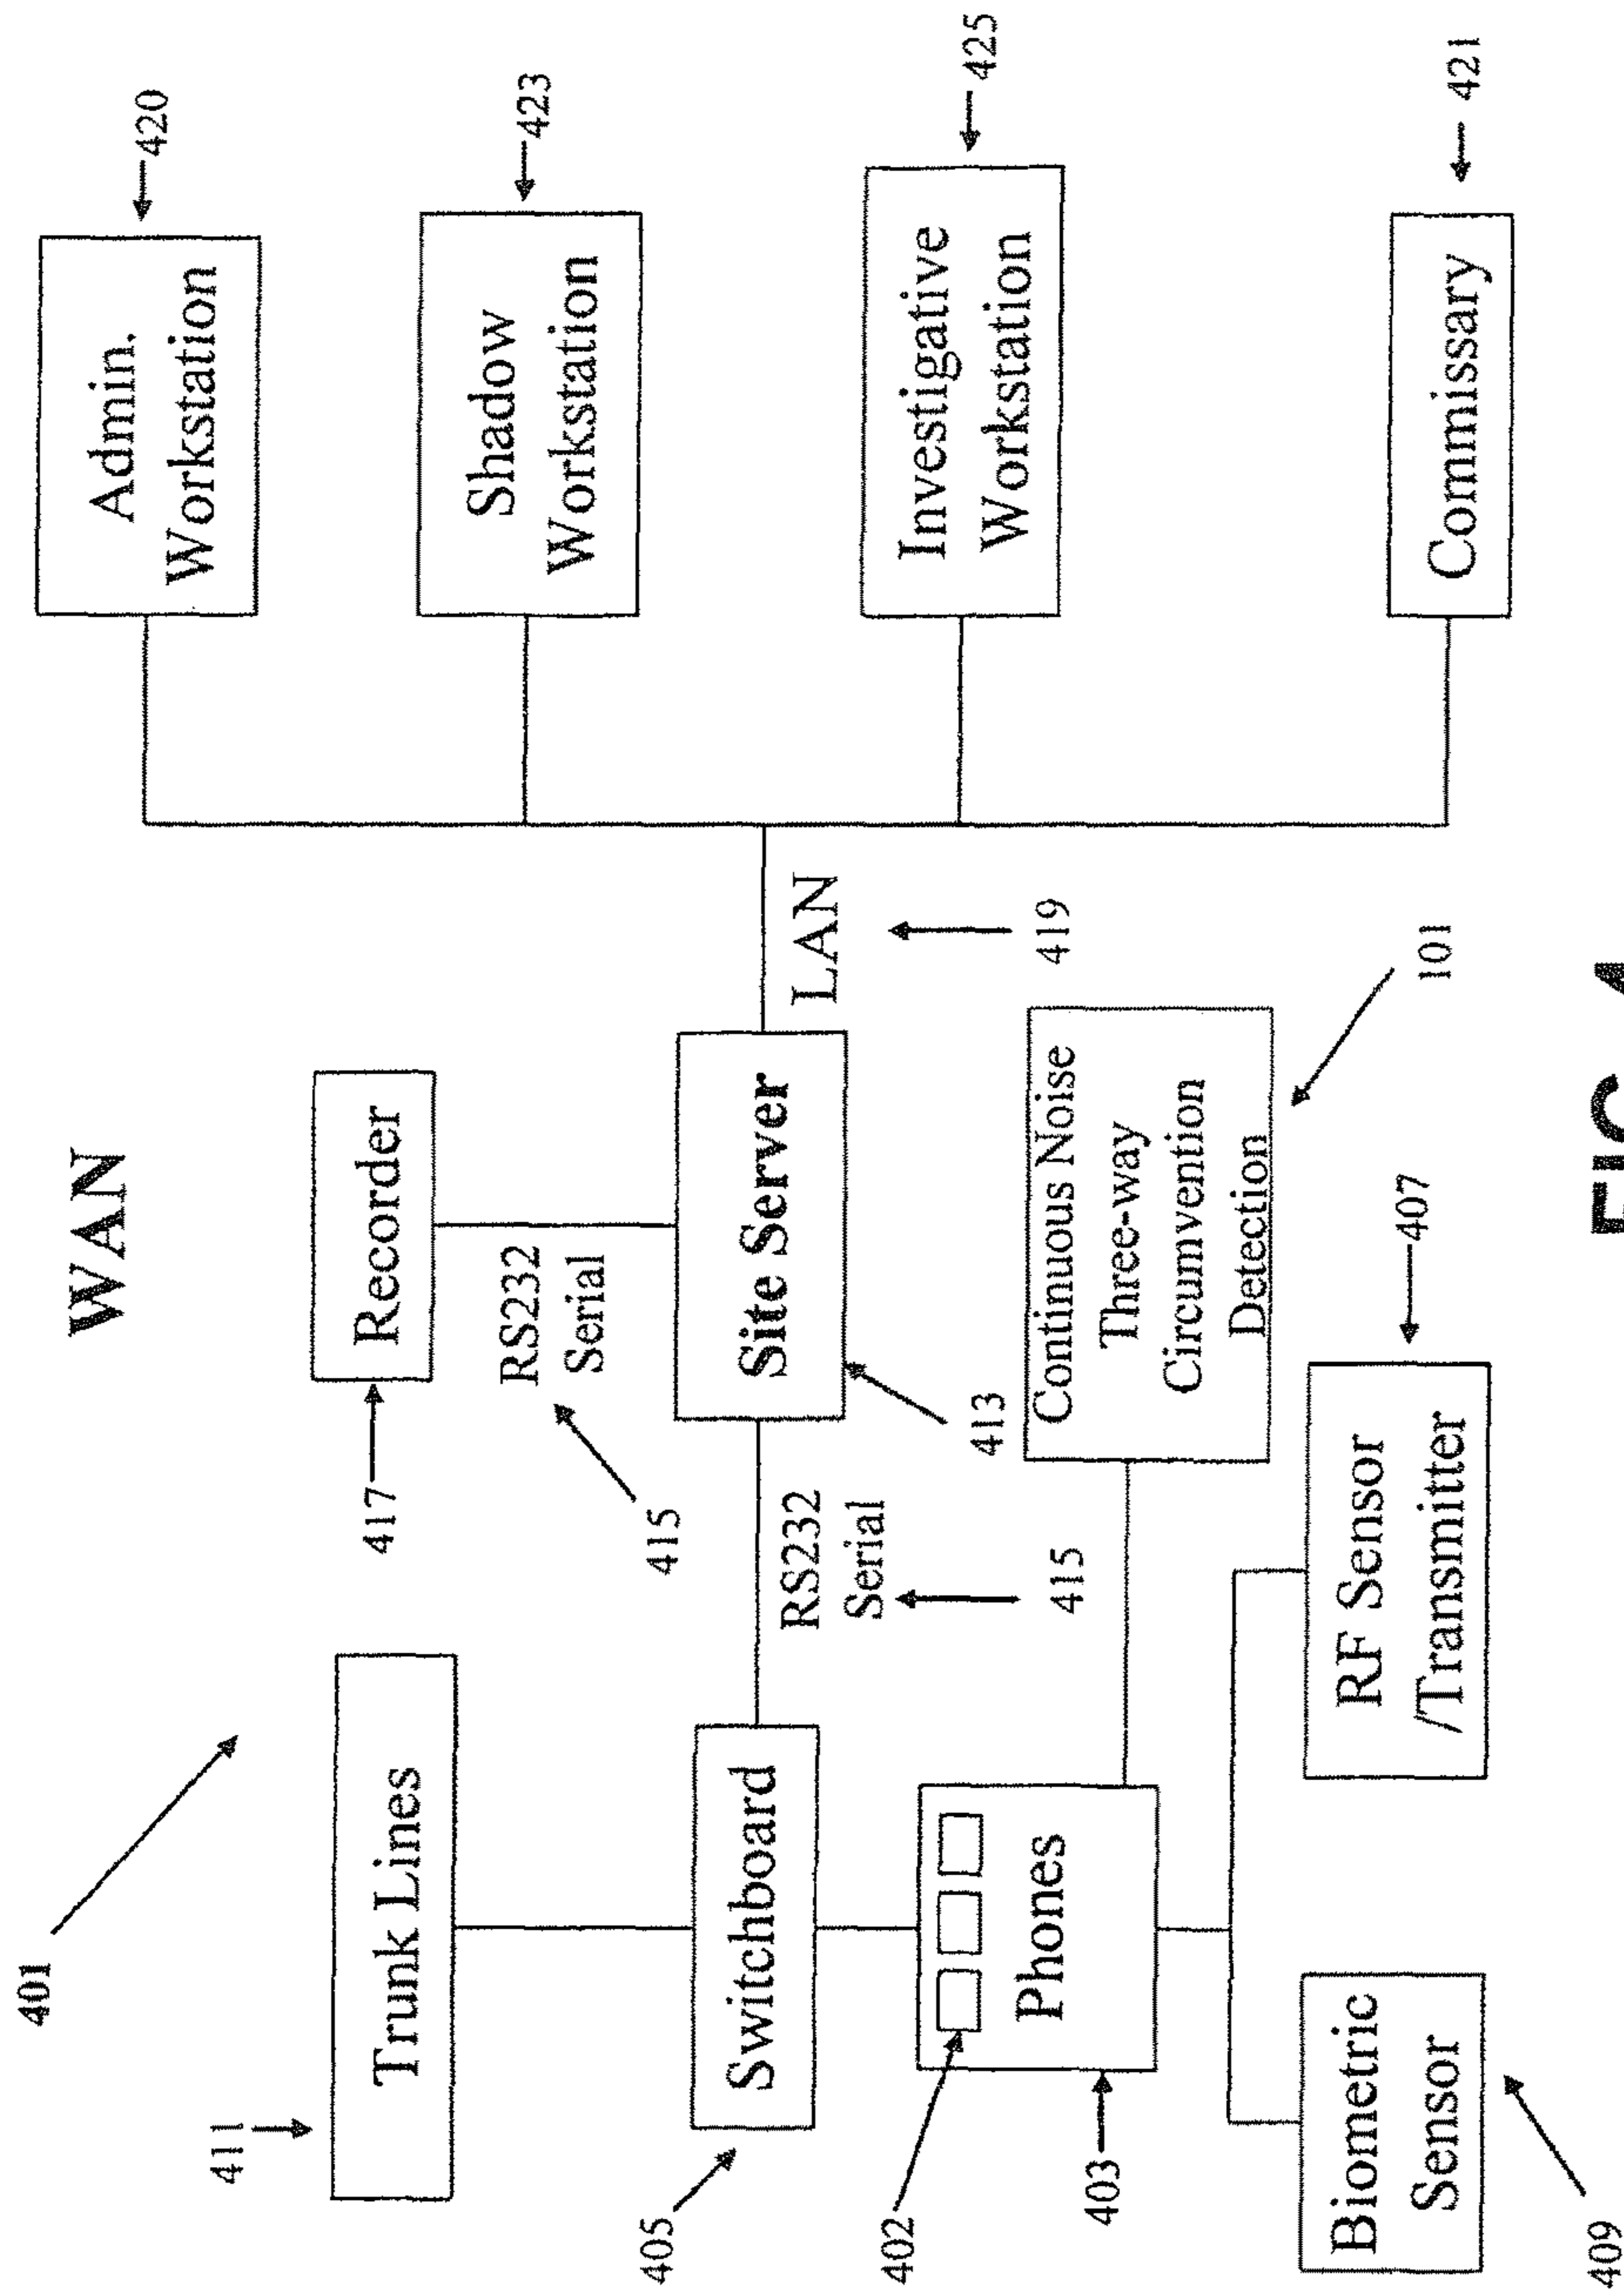 WAN
401
411
Trunk Lines
417
Recorder
Admin.
Workstation
420
RS232
Serial
415
Shadow
Workstation
423
405
Switchboard
RS232
Serial
415
Site Server
413
LAN
419
402
403
Phones
Continuous Noise
Three-way
Circumvention
Detection
101
Investigative
Workstation
425
409
Biometric
Sensor
RF Sensor
/Transmitter
407
Commissary
421